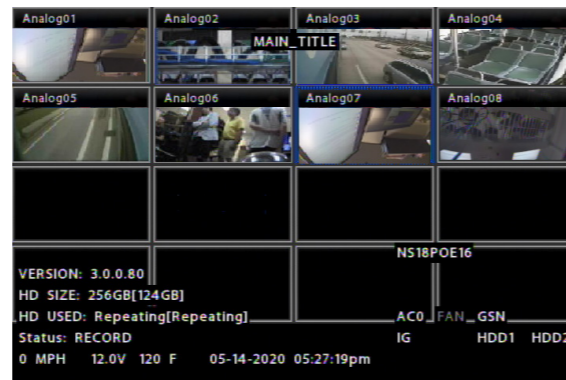 Analog01 Analog02 Analog03 Analog04
MAIN_TITLE
Analog05 Analog06 Analog07 Analog08
NS18POE16
VERSION: 3.0.0.80
HD SIZE: 256GB[124GB]
HD USED: Repeating[Repeating] AC0 FAN GSN
Status: RECORD IG HDD1 HDD2
0 MPH 12.0V 120 F 05-14-2020 05:27:19pm